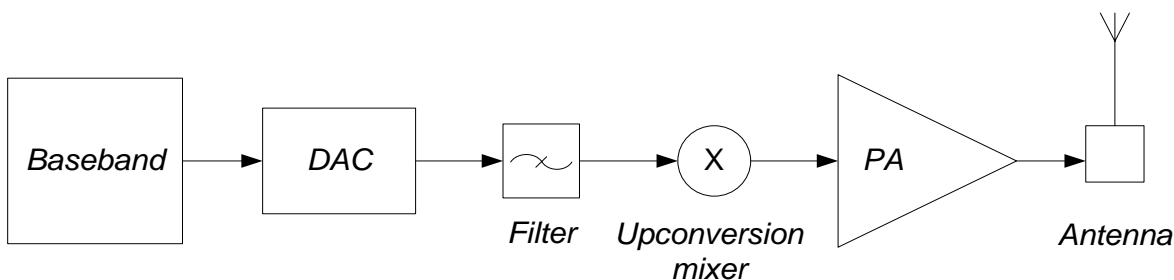 Baseband
DAC
Filter
X
Upconversion
mixer
PA
Antenna